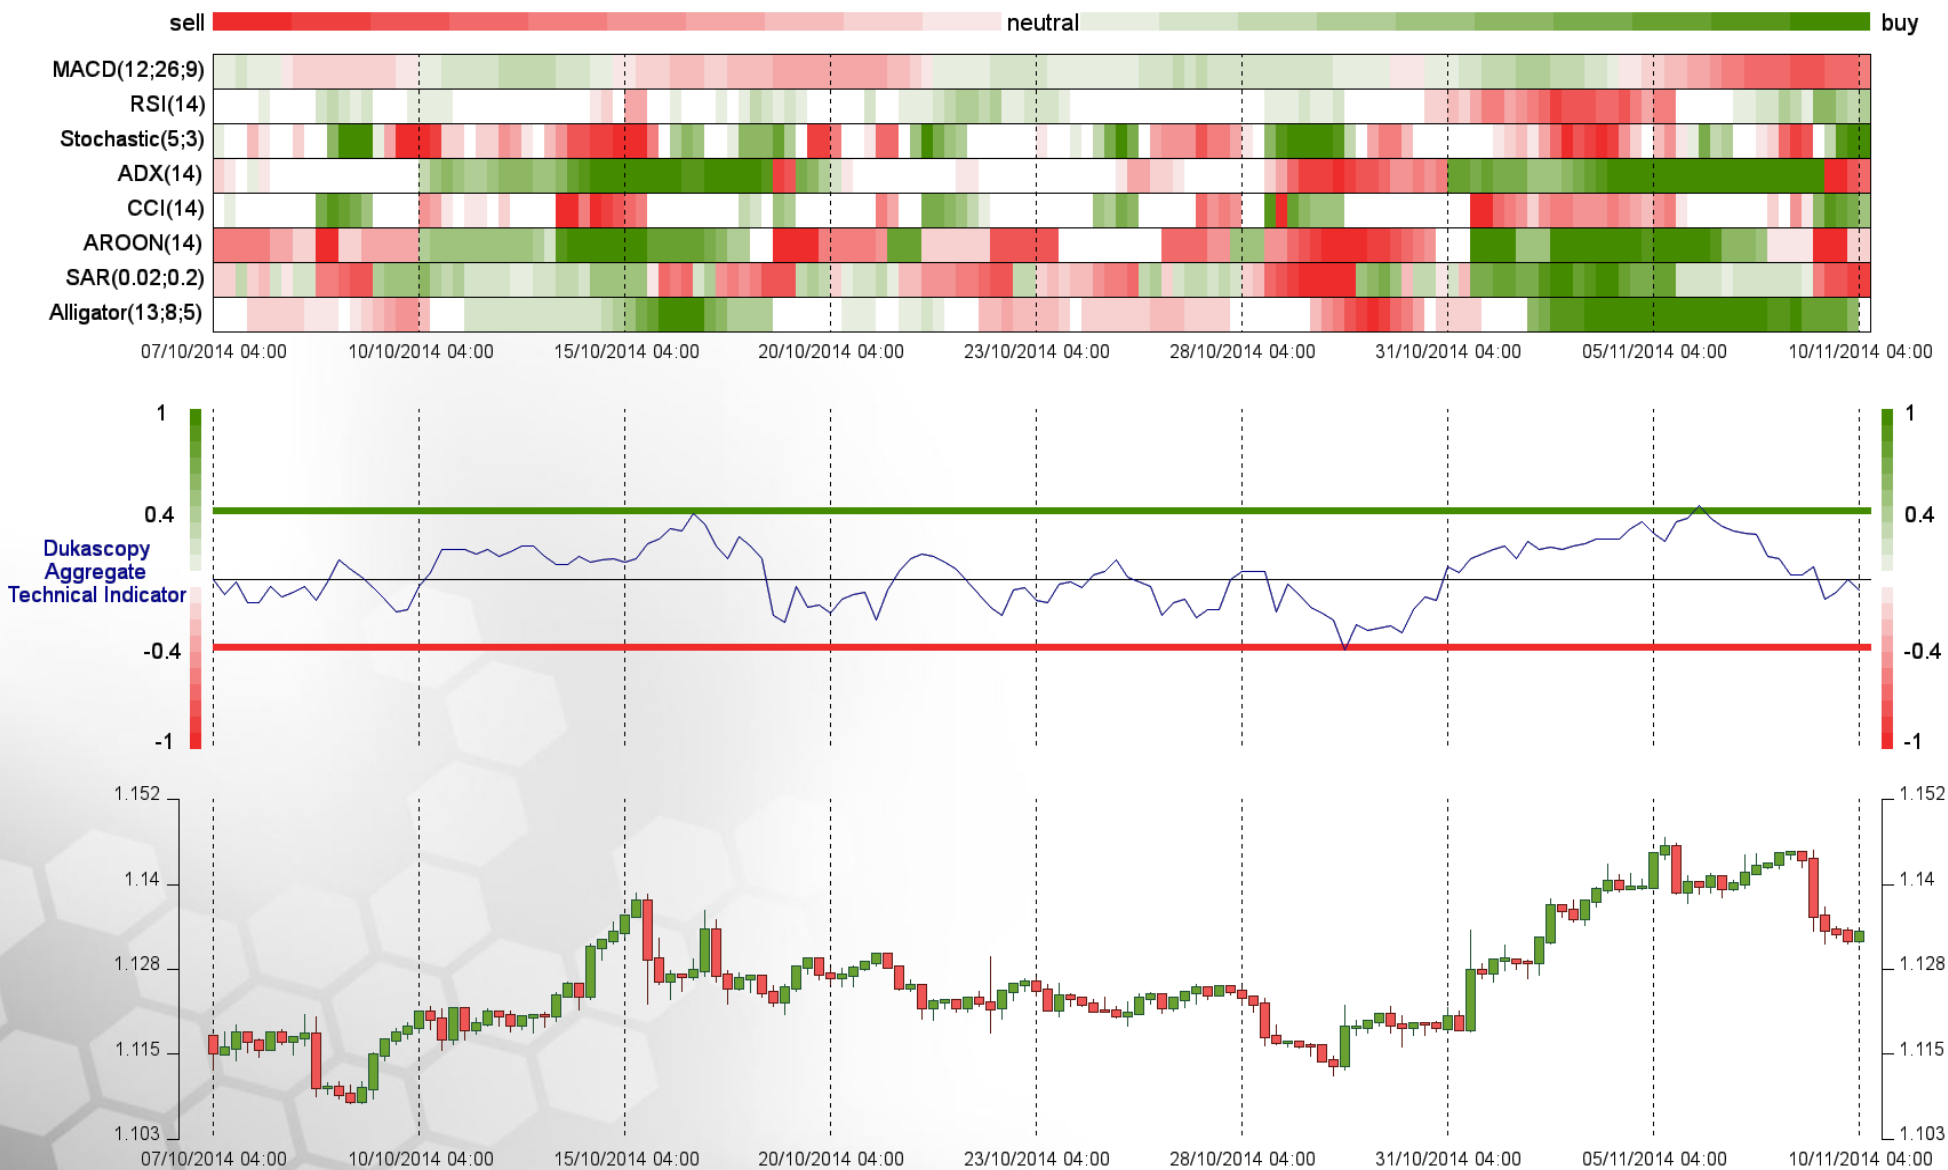 sell neutral buy
MACD(12;26;9)
RSI(14)
Stochastic(5;3)
ADX(14)
CCI(14)
AROON(14)
SAR(0.02;0.2)
Alligator(13;8;5)
07/10/2014 04:00 10/10/2014 04:00 15/10/2014 04:00 20/10/2014 04:00 23/10/2014 04:00 28/10/2014 04:00 31/10/2014 04:00 05/11/2014 04:00 10/11/2014 04:00
1 1
0.4 0.4
Dukascopy
Aggregate
Technical Indicator
-0.4 -0.4
-1 -1
1.152 1.152
1.14 1.14
1.128 1.128
1.115 1.115
1.103 1.103
07/10/2014 04:00 10/10/2014 04:00 15/10/2014 04:00 20/10/2014 04:00 23/10/2014 04:00 28/10/2014 04:00 31/10/2014 04:00 05/11/2014 04:00 10/11/2014 04:00